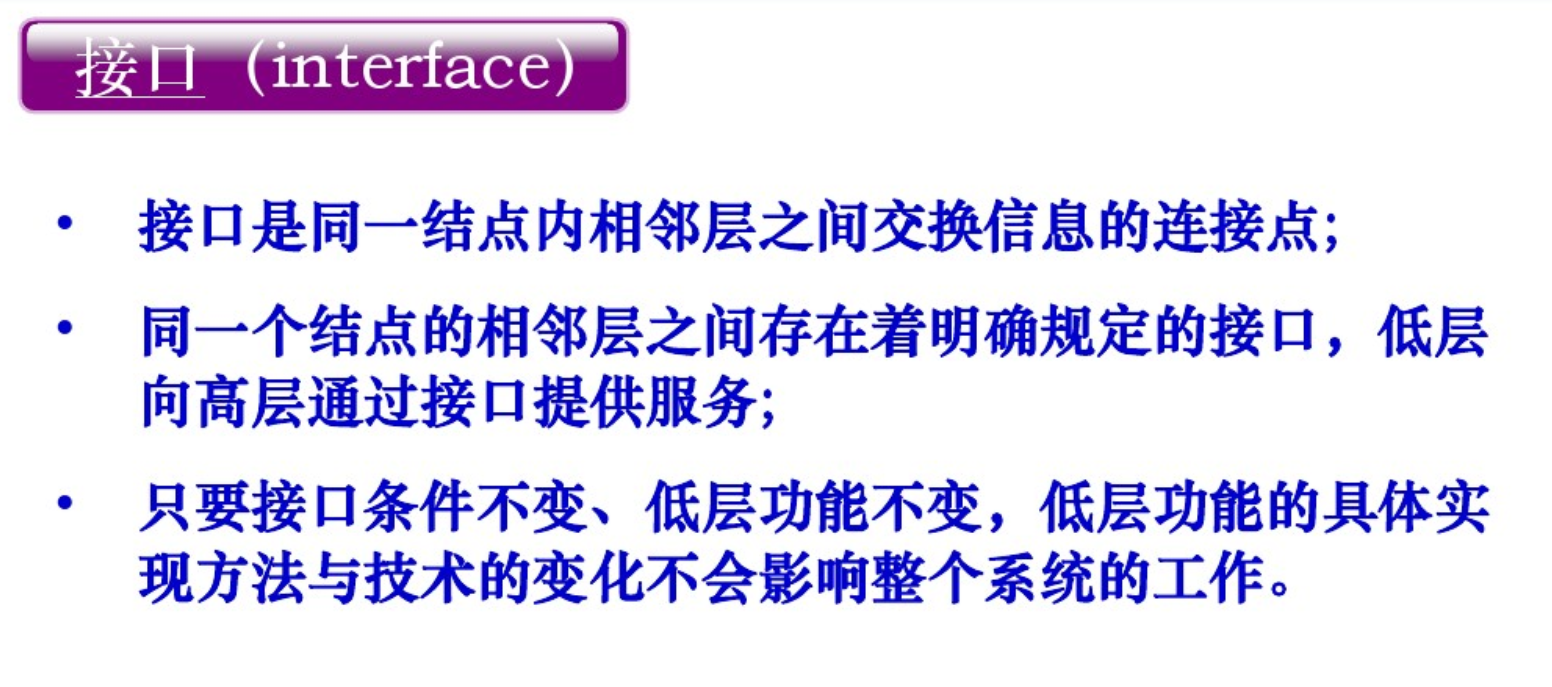 接口（interface）
• 接口是同一结点内相邻层之间交换信息的连接点;
• 同一个结点的相邻层之间存在着明确规定的接口，低层
向高层通过接口提供服务;
• 只要接口条件不变、低层功能不变，低层功能的具体实
现方法与技术的变化不会影响整个系统的工作。